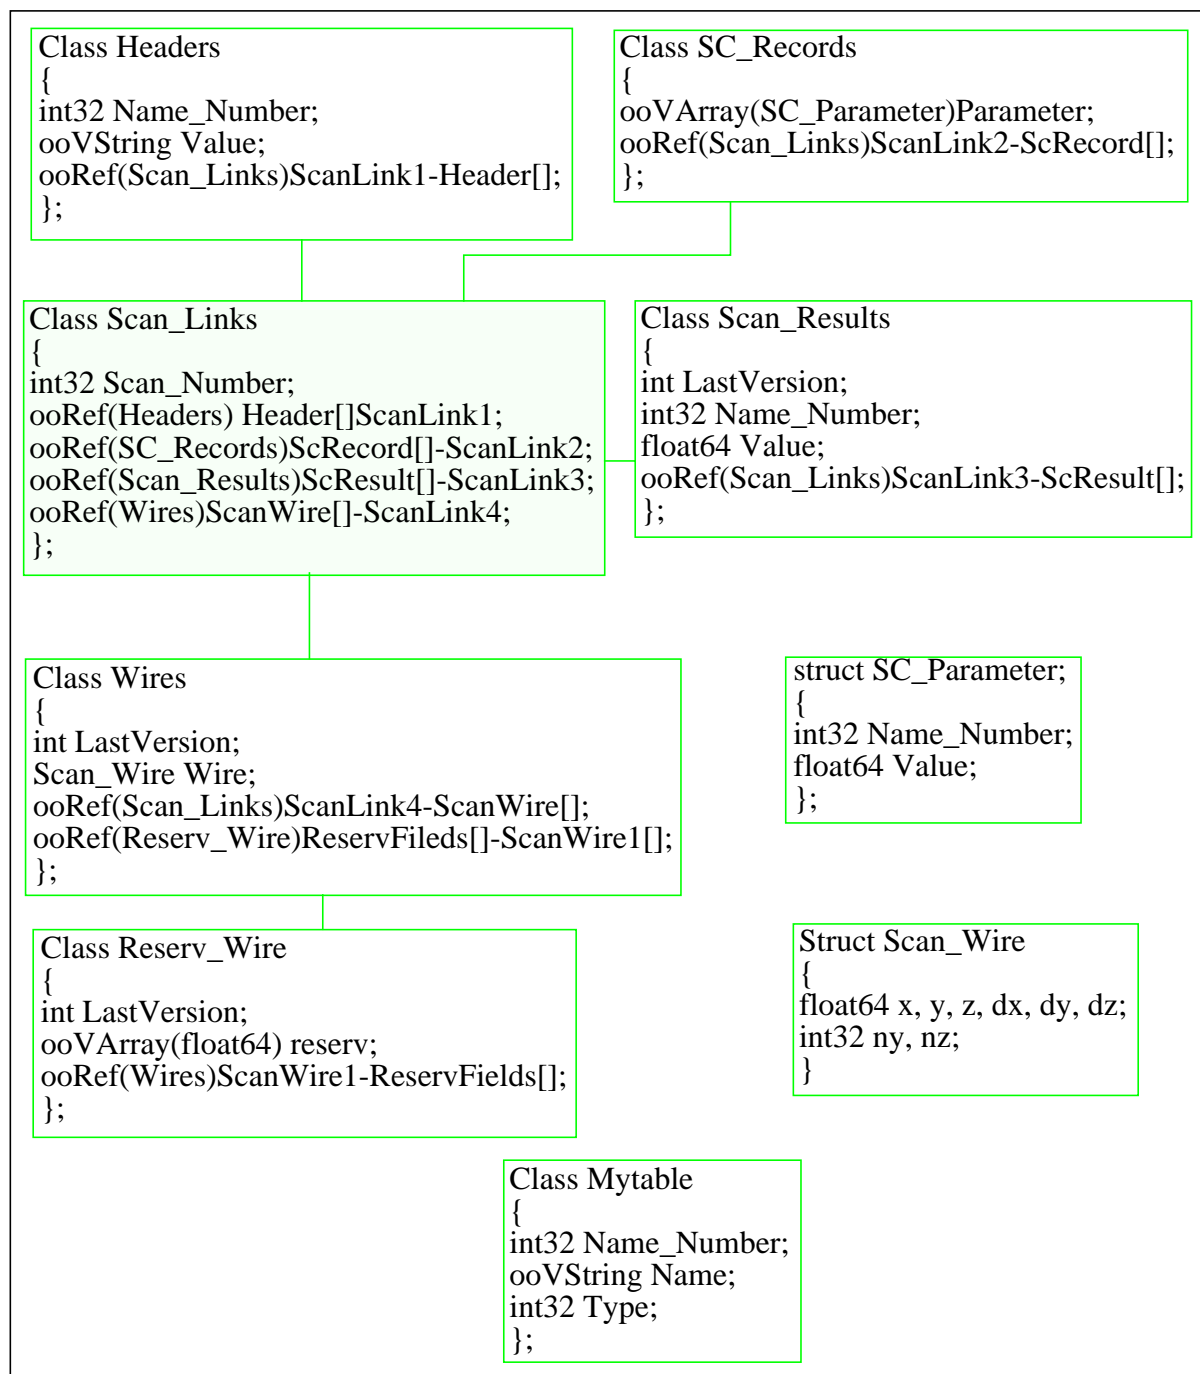 Class Headers
{
int32 Name_Number;
ooVString Value;
ooRef(Scan_Links)ScanLink1-Header[];
};
Class SC_Records
{
ooVArray(SC_Parameter)Parameter;
ooRef(Scan_Links)ScanLink2-ScRecord[];
};
Class Scan_Links
{
int32 Scan_Number;
ooRef(Headers) Header[]ScanLink1;
ooRef(SC_Records)ScRecord[]-ScanLink2;
ooRef(Scan_Results)ScResult[]-ScanLink3;
ooRef(Wires)ScanWire[]-ScanLink4;
};
Class Scan_Results
{
int LastVersion;
int32 Name_Number;
float64 Value;
ooRef(Scan_Links)ScanLink3-ScResult[];
};
Class Wires
{
int LastVersion;
Scan_Wire Wire;
ooRef(Scan_Links)ScanLink4-ScanWire[];
ooRef(Reserv_Wire)ReservFileds[]-ScanWire1[];
};
struct SC_Parameter;
{
int32 Name_Number;
float64 Value;
};
Class Reserv_Wire
{
int LastVersion;
ooVArray(float64) reserv;
ooRef(Wires)ScanWire1-ReservFields[];
};
Struct Scan_Wire
{
float64 x, y, z, dx, dy, dz;
int32 ny, nz;
}
Class Mytable
{
int32 Name_Number;
ooVString Name;
int32 Type;
};